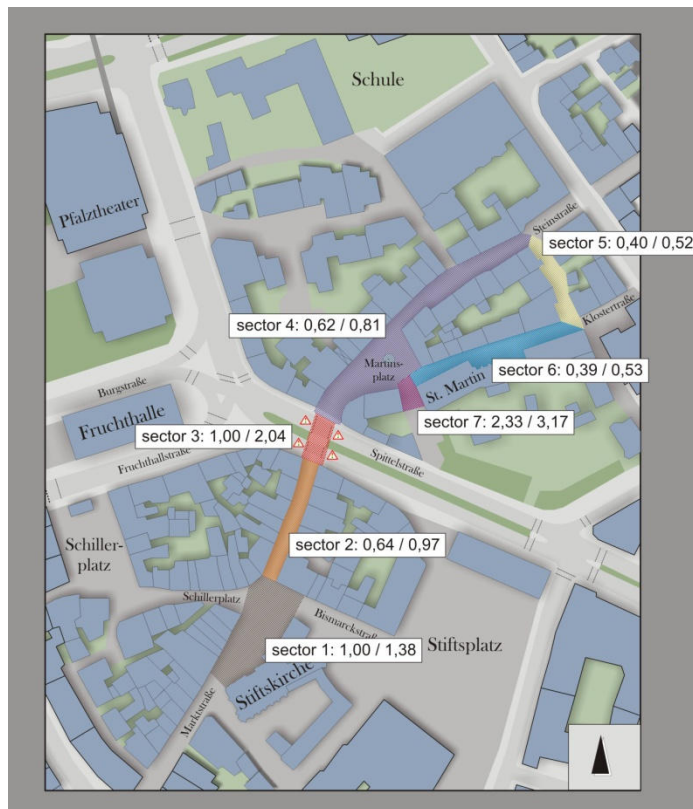 Schule
Pfalztheater
Steinstraße
sector 5: 0,40 / 0,52
Klostertraße
sector 4: 0,62 / 0,81
Martins-
platz
St. Martin
sector 6: 0,39 / 0,53
Burgstraße
Fruchthalle
sector 7: 2,33 / 3,17
sector 3: 1,00 / 2,04
Fruchthallstraße
Spittelstraße
Schiller-
platz
sector 2: 0,64 / 0,97
Schillerplatz
Bismarckstraße
Stiftsplatz
sector 1: 1,00 / 1,38
Stiftskirche
Marktstraße